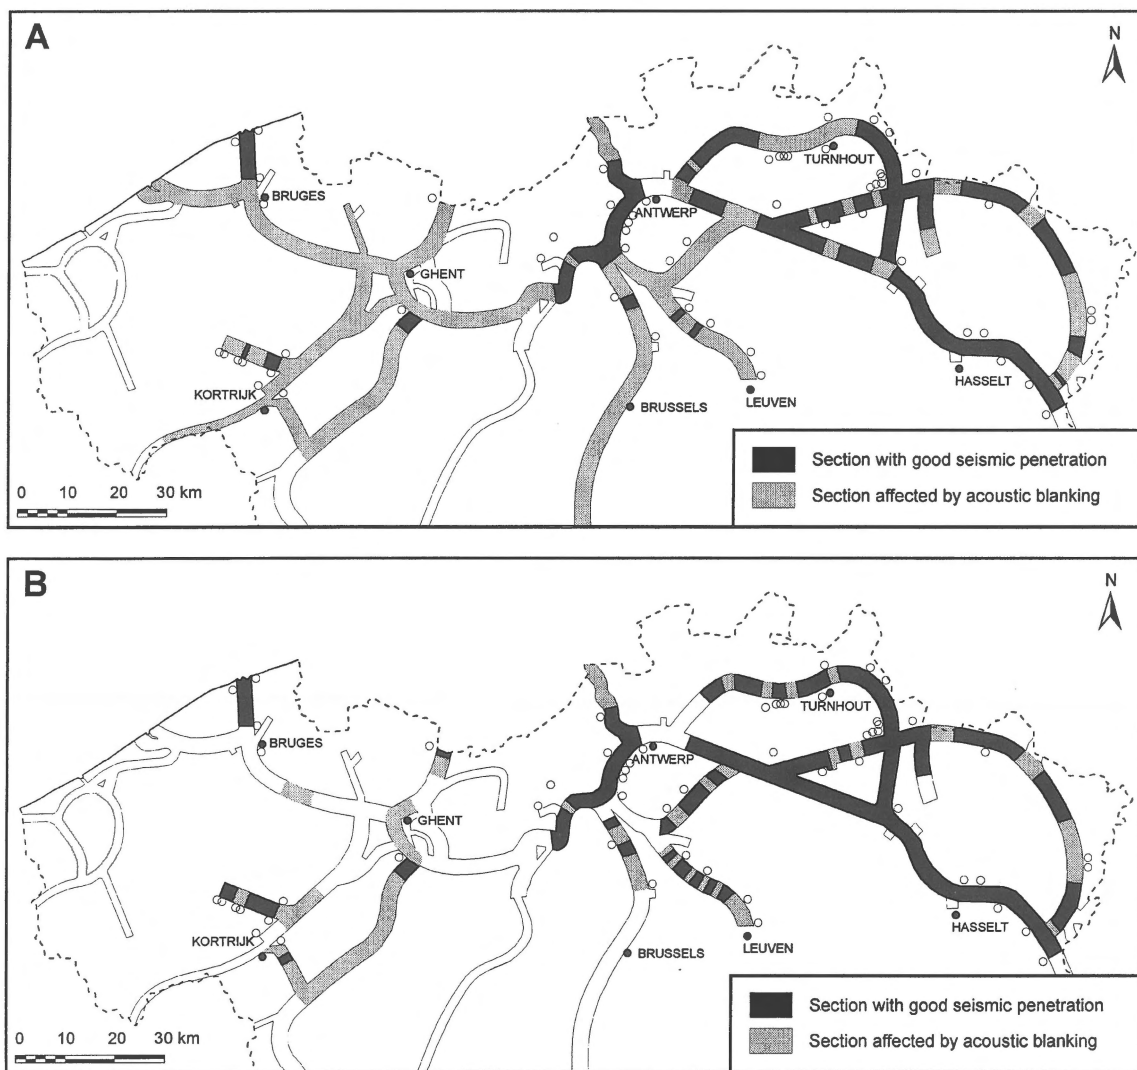 A
N
TURNHOUT
BRUGES
ANTWERP
GHENT
HASSELT
KORTRIJK
LEUVEN
BRUSSELS
Section with good seismic penetration
0 10 20 30 km
Section affected by acoustic blanking
B
N
TURNHOUT
BRUGES
ANTWERP
GHENT
HASSELT
KORTRIJK
LEUVEN
BRUSSELS
Section with good seismic penetration
0 10 20 30 km
Section affected by acoustic blanking